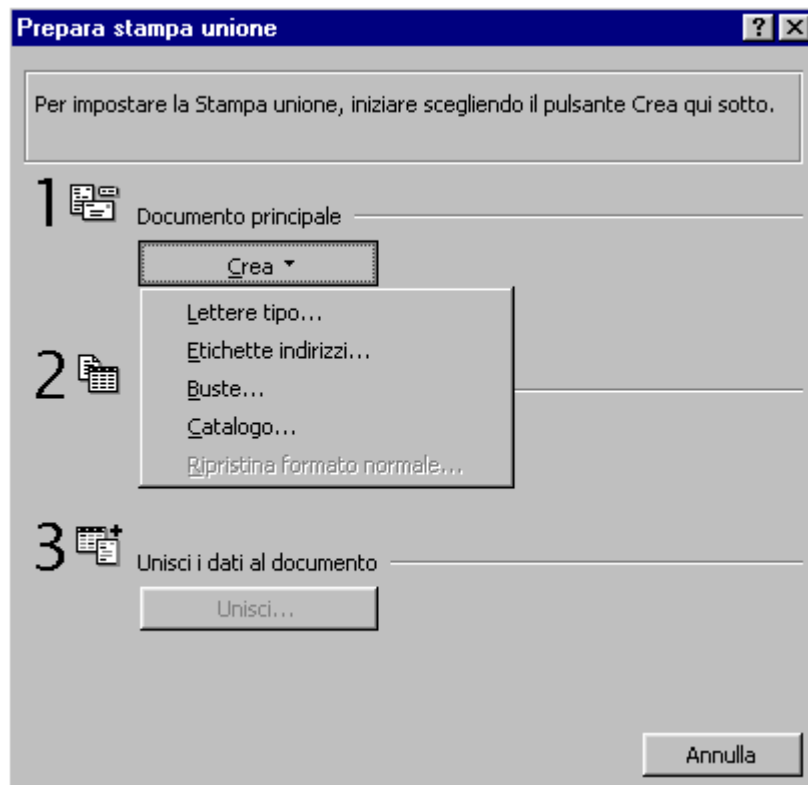 Prepara stampa unione
Per impostare la Stampa unione, iniziare scegliendo il pulsante Crea qui sotto.
1 Documento principale
Crea
Lettere tipo...
Etichette indirizzi...
2
Buste...
Catalogo...
Ripristina formato normale...
3 Unisci i dati al documento
Unisci...
Annulla